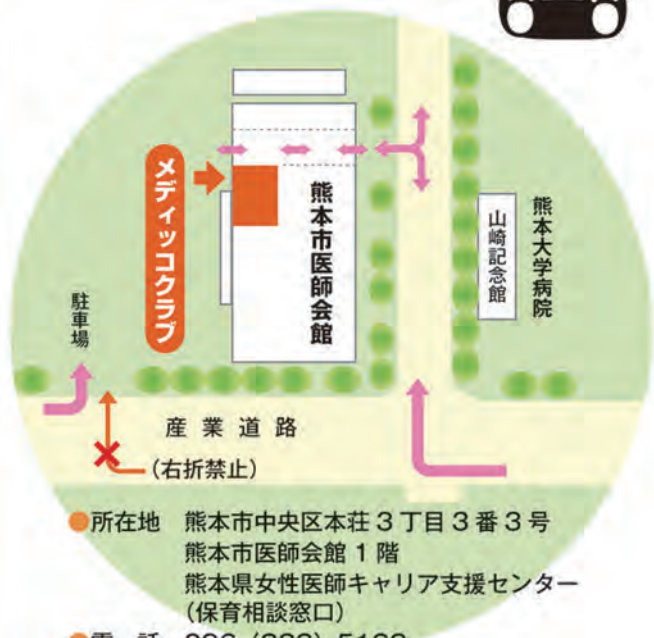 メディッコクラブ
熊本市医師会館
山崎記念館
熊本大学病院
駐車場
産業道路
(右折禁止)
●所在地 熊本市中央区本荘3丁目3番3号
熊本市医師会館1階
熊本県女性医師キャリア支援センター
(保育相談窓口)